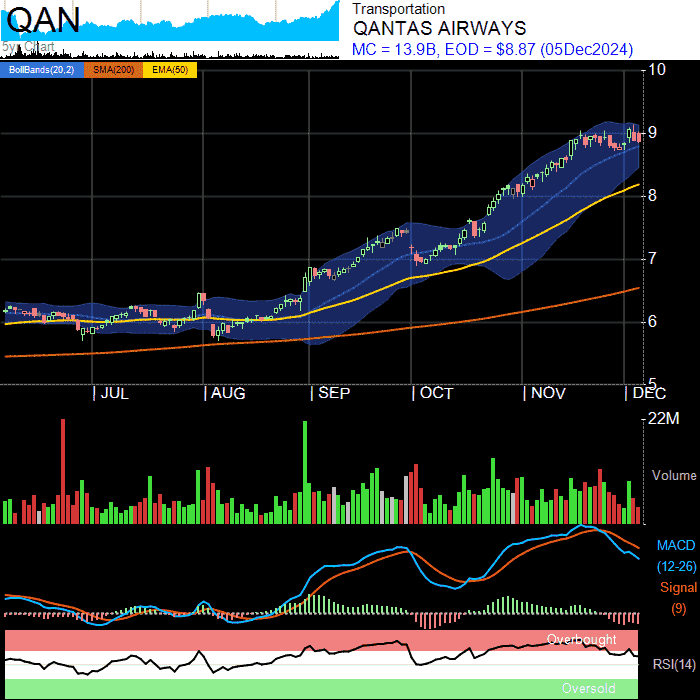 QAN
5yr Chart
Transportation
QANTAS AIRWAYS
MC = 13.9B, EOD = $8.87 (05Dec2024)
BollBands(20,2) SMA(200) EMA(50)
10
9
8
7
6
5
JUL AUG SEP OCT NOV DEC
22M
Volume
MACD
(12-26)
Signal
(9)
Overbought
RSI(14)
Oversold